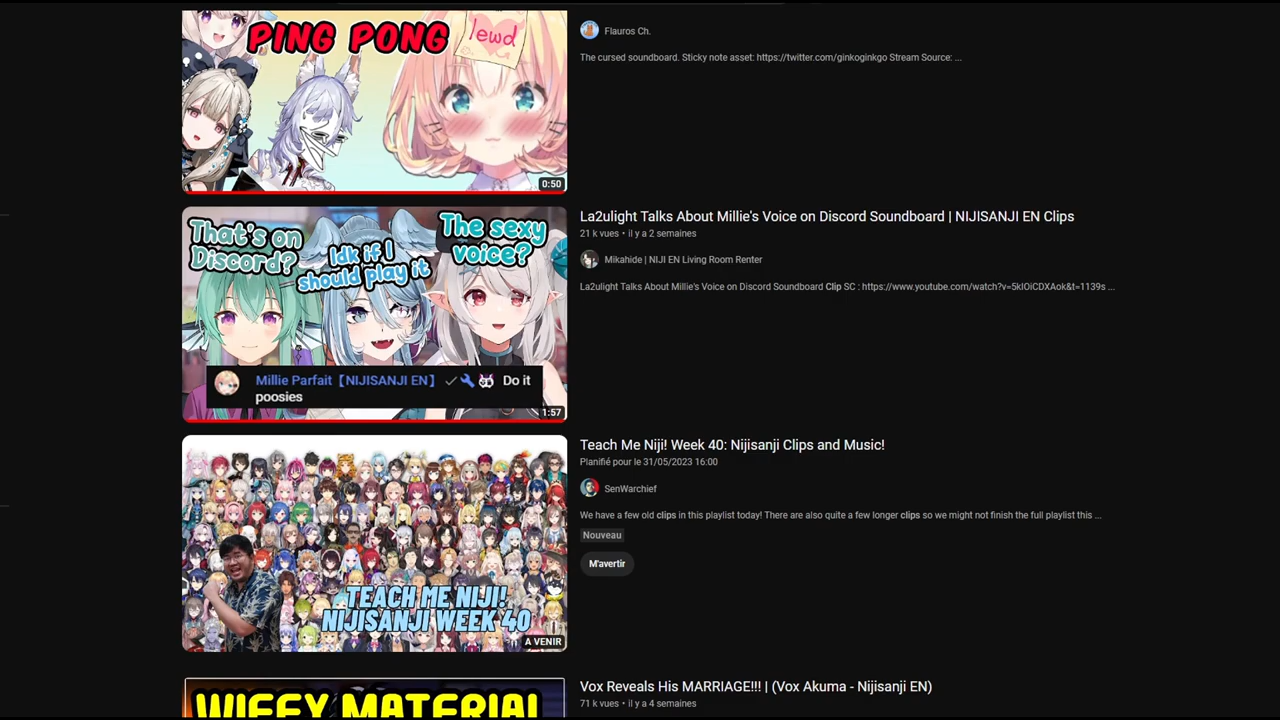 PING PONG
lewd
0:50
Flauros Ch.
The cursed soundboard. Sticky note asset: https://twitter.com/ginkoginkgo Stream Source: ...
That's on
Discord?
Idk if I
should play it
The sexy
voice?
Millie Parfait【NIJISANJI EN】 Do it
poosies
1:57
La2ulight Talks About Millie's Voice on Discord Soundboard | NIJISANJI EN Clips
21 k vues • il y a 2 semaines
Mikahide | NIJI EN Living Room Renter
La2ulight Talks About Millie's Voice on Discord Soundboard Clip SC : https://www.youtube.com/watch?v=5kIOiCDXAok&t=1139s ...
TEACH ME NIJI!
NIJISANJI WEEK 40
A VENIR
Teach Me Niji! Week 40: Nijisanji Clips and Music!
Planifié pour le 31/05/2023 16:00
SenWarchief
We have a few old clips in this playlist today! There are also quite a few longer clips so we might not finish the full playlist this ...
Nouveau
M'avertir
WIFEY MATERIAL
Vox Reveals His MARRIAGE!!! | (Vox Akuma - Nijisanji EN)
71 k vues • il y a 4 semaines